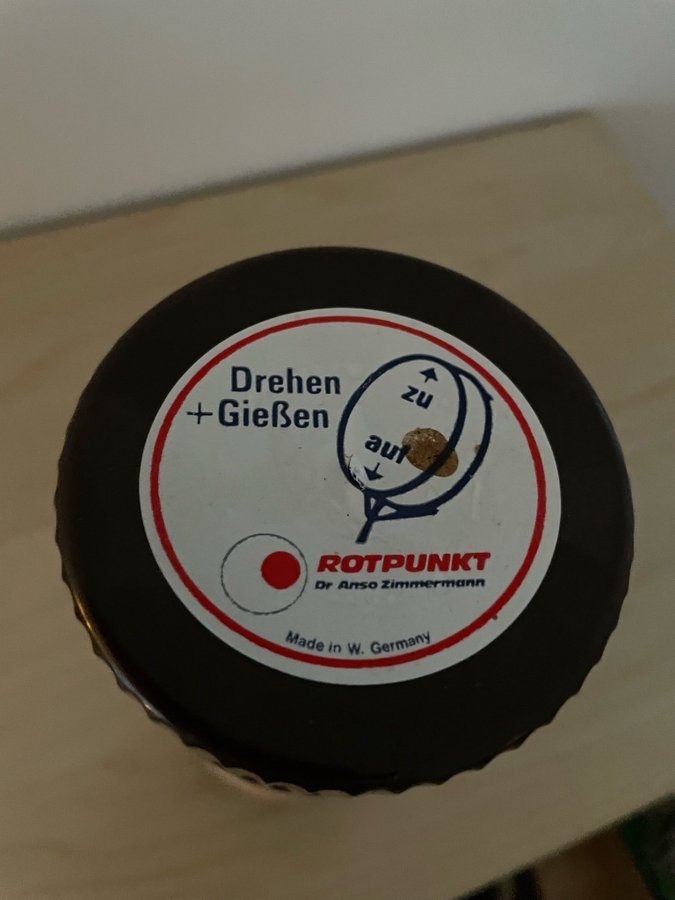 Drehen
+Gießen
zu
auf
ROTPUNKT
Dr Anso Zimmermann
Made in W. Germany